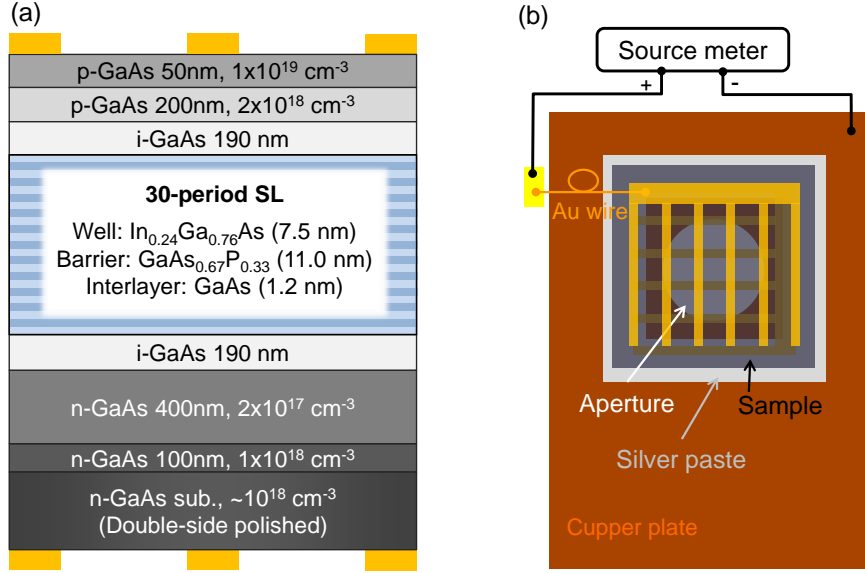 (a)
p-GaAs 50nm, 1x10¹⁹ cm⁻³
p-GaAs 200nm, 2x10¹⁸ cm⁻³
i-GaAs 190 nm
30-period SL
Well: In₀.₂₄Ga₀.₇₆As (7.5 nm)
Barrier: GaAs₀.₆₇P₀.₃₃ (11.0 nm)
Interlayer: GaAs (1.2 nm)
i-GaAs 190 nm
n-GaAs 400nm, 2x10¹⁷ cm⁻³
n-GaAs 100nm, 1x10¹⁸ cm⁻³
n-GaAs sub., ~10¹⁸ cm⁻³
(Double-side polished)
(b)
Source meter
+ -
Au wire
Aperture
Sample
Silver paste
Cupper plate